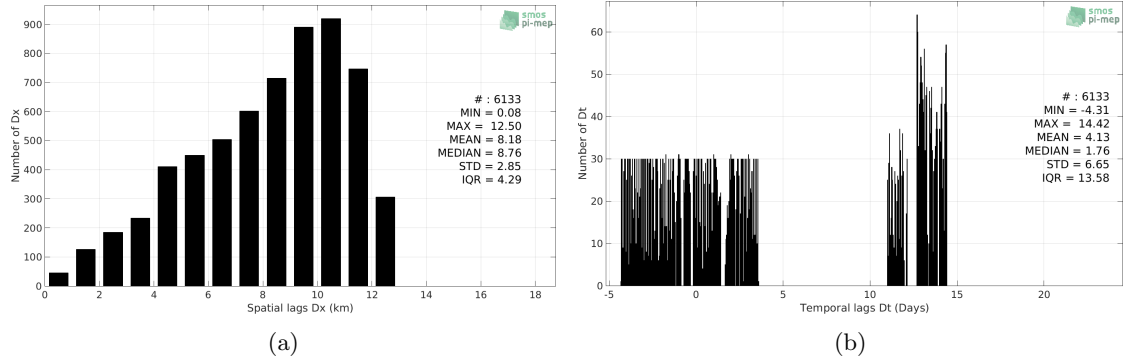 smos
pi-mep
900
800
700
600
500
400
300
200
100
0
Number of Dx
# : 6133
MIN = 0.08
MAX = 12.50
MEAN = 8.18
MEDIAN = 8.76
STD = 2.85
IQR = 4.29
0 2 4 6 8 10 12 14 16 18
Spatial lags Dx (km)
(a)
smos
pi-mep
60
50
40
30
20
10
0
Number of Dt
# : 6133
MIN = -4.31
MAX = 14.42
MEAN = 4.13
MEDIAN = 1.76
STD = 6.65
IQR = 13.58
-5 0 5 10 15 20
Temporal lags Dt (Days)
(b)